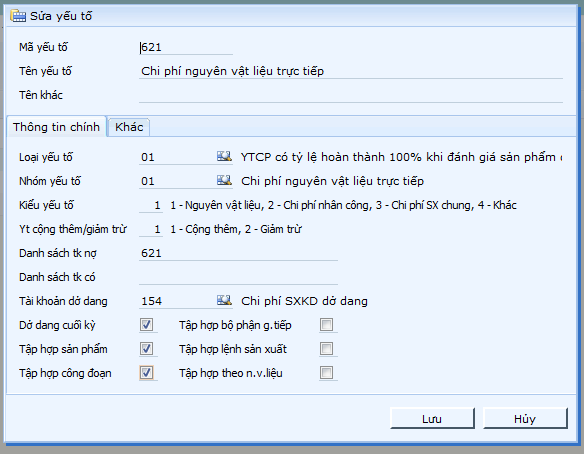 Sửa yếu tố
Mã yếu tố 621
Tên yếu tố Chi phí nguyên vật liệu trực tiếp
Tên khác
Thông tin chính Khác
Loại yếu tố 01 YTCP có tỷ lệ hoàn thành 100% khi đánh giá sản phẩm
Nhóm yếu tố 01 Chi phí nguyên vật liệu trực tiếp
Kiểu yếu tố 1 1 - Nguyên vật liệu, 2 - Chi phí nhân công, 3 - Chi phí SX chung, 4 - Khác
Yt cộng thêm/giảm trừ 1 1 - Cộng thêm, 2 - Giảm trừ
Danh sách tk nợ 621
Danh sách tk có
Tài khoản dở dang 154 Chi phí SXKD dở dang
Dở dang cuối kỳ Tập hợp bộ phận g.tiếp
Tập hợp sản phẩm Tập hợp lệnh sản xuất
Tập hợp công đoạn Tập hợp theo n.v.liệu
Lưu Hủy